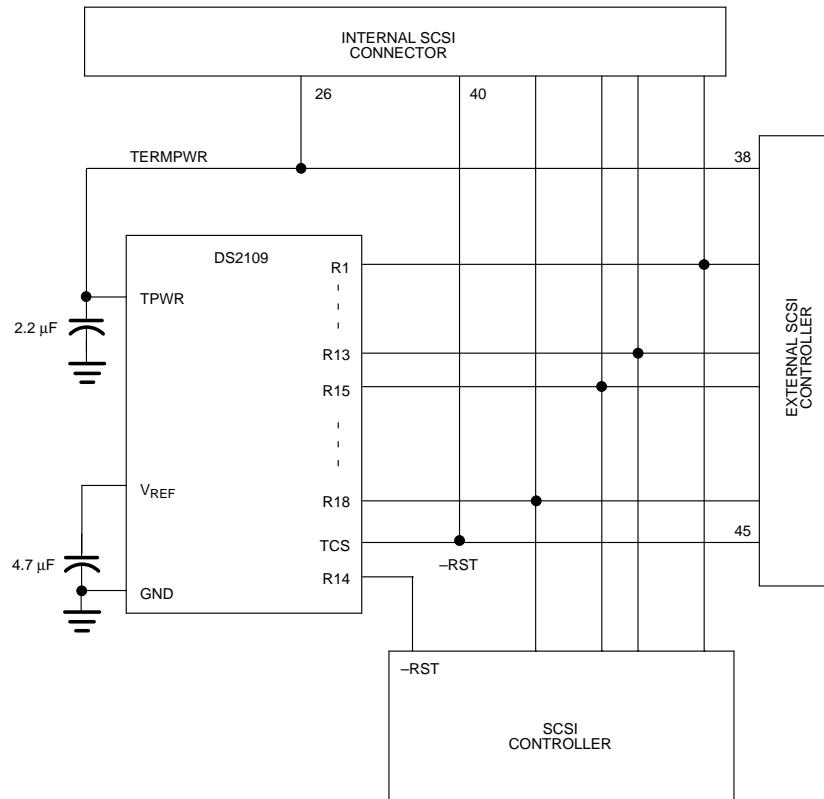 INTERNAL SCSI
CONNECTOR
26
40
TERMPWR
38
DS2109
R1
TPWR
2.2 μF
R13
R15
EXTERNAL SCSI
CONTROLLER
VREF
R18
TCS
45
4.7 μF
–RST
R14
GND
–RST
SCSI
CONTROLLER